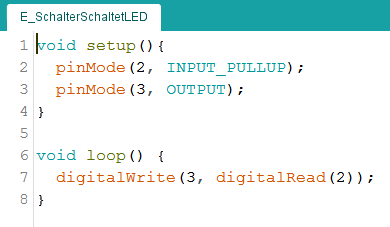 E_SchalterSchaltetLED
1 void setup(){
2   pinMode(2, INPUT_PULLUP);
3   pinMode(3, OUTPUT);
4 }
5
6 void loop() {
7   digitalWrite(3, digitalRead(2));
8 }